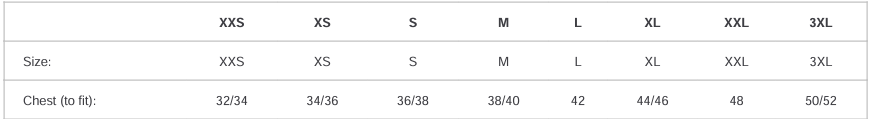 XXS XS S M L XL XXL 3XL
Size: XXS XS S M L XL XXL 3XL
Chest (to fit): 32/34 34/36 36/38 38/40 42 44/46 48 50/52